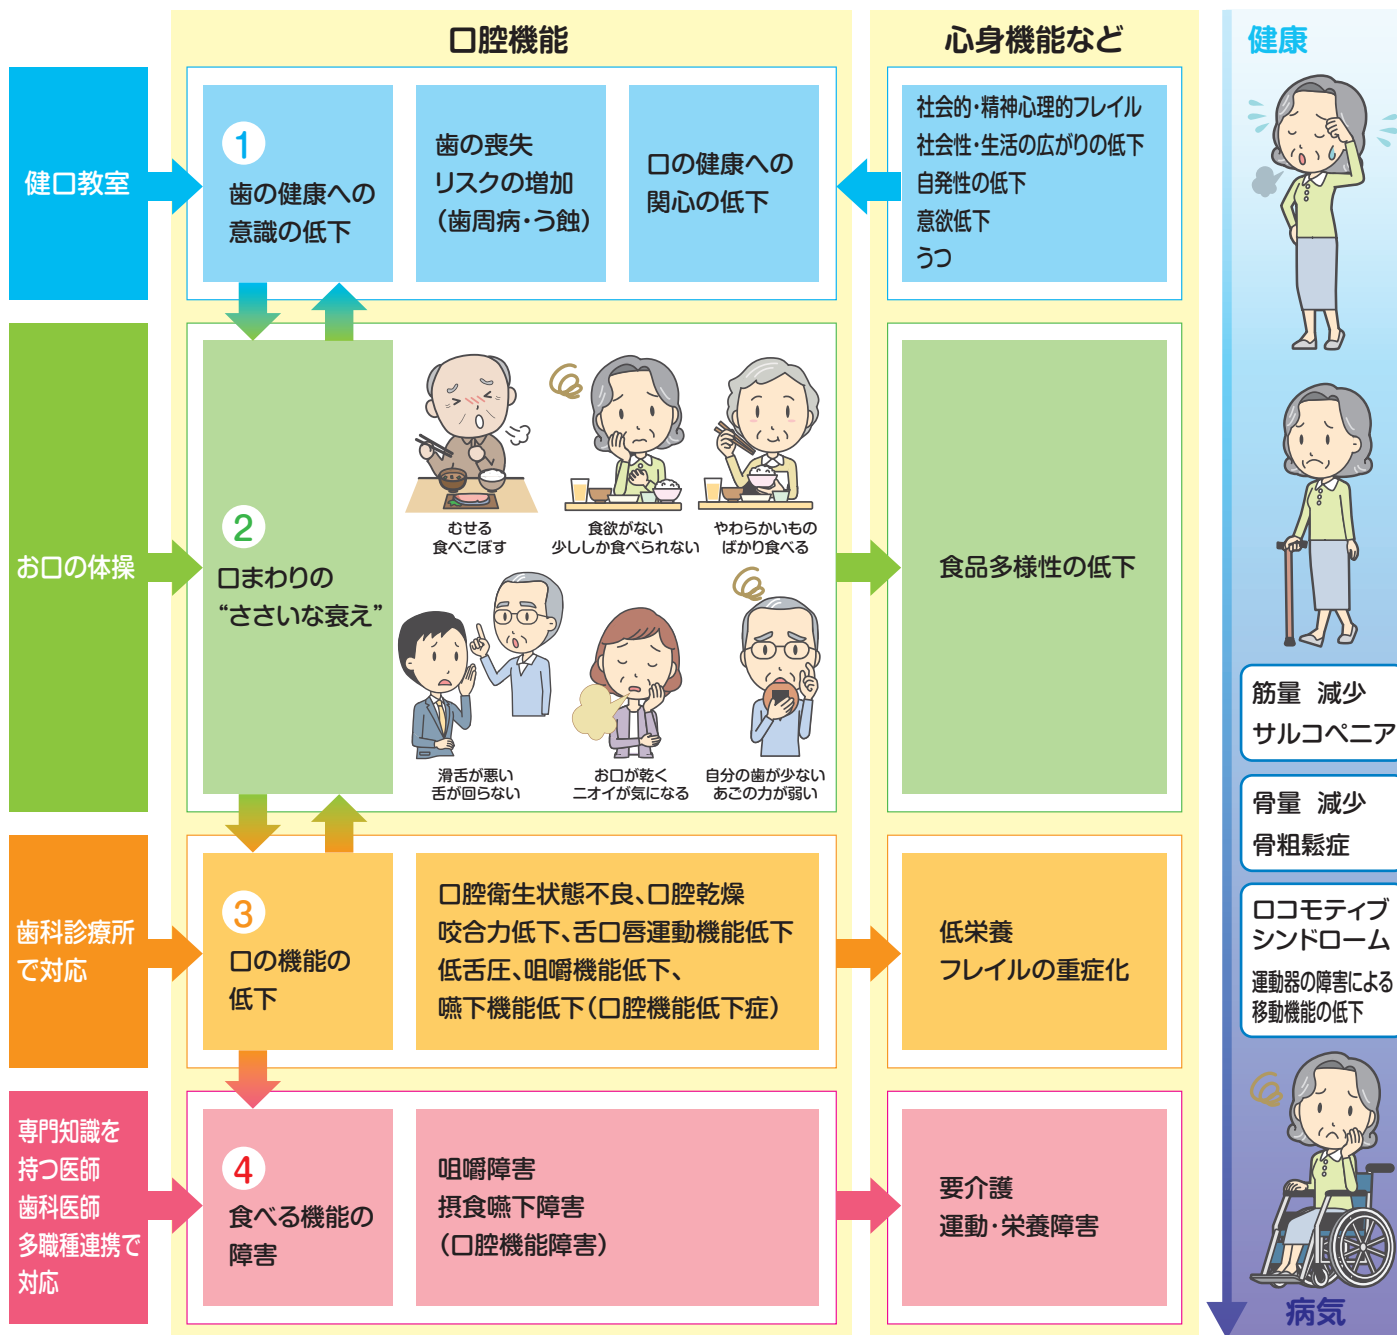 口腔機能
心身機能など
健康
健口教室
1
歯の健康への
意識の低下
歯の喪失
リスクの増加
(歯周病・う蝕)
口の健康への
関心の低下
社会的・精神心理的フレイル
社会性・生活の広がりの低下
自発性の低下
意欲低下
うつ
お口の体操
2
口まわりの
“ささいな衰え”
むせる
食べこぼす
食欲がない
少ししか食べられない
やわらかいもの
ばかり食べる
滑舌が悪い
舌が回らない
お口が乾く
ニオイが気になる
自分の歯が少ない
あごの力が弱い
食品多様性の低下
筋量 減少
サルコペニア
骨量 減少
骨粗鬆症
ロコモティブ
シンドローム
運動器の障害による
移動機能の低下
歯科診療所
で対応
3
口の機能の
低下
口腔衛生状態不良、口腔乾燥
咬合力低下、舌口唇運動機能低下
低舌圧、咀嚼機能低下、
嚥下機能低下(口腔機能低下症)
低栄養
フレイルの重症化
専門知識を
持つ医師
歯科医師
多職種連携で
対応
4
食べる機能の
障害
咀嚼障害
摂食嚥下障害
(口腔機能障害)
要介護
運動・栄養障害
病気